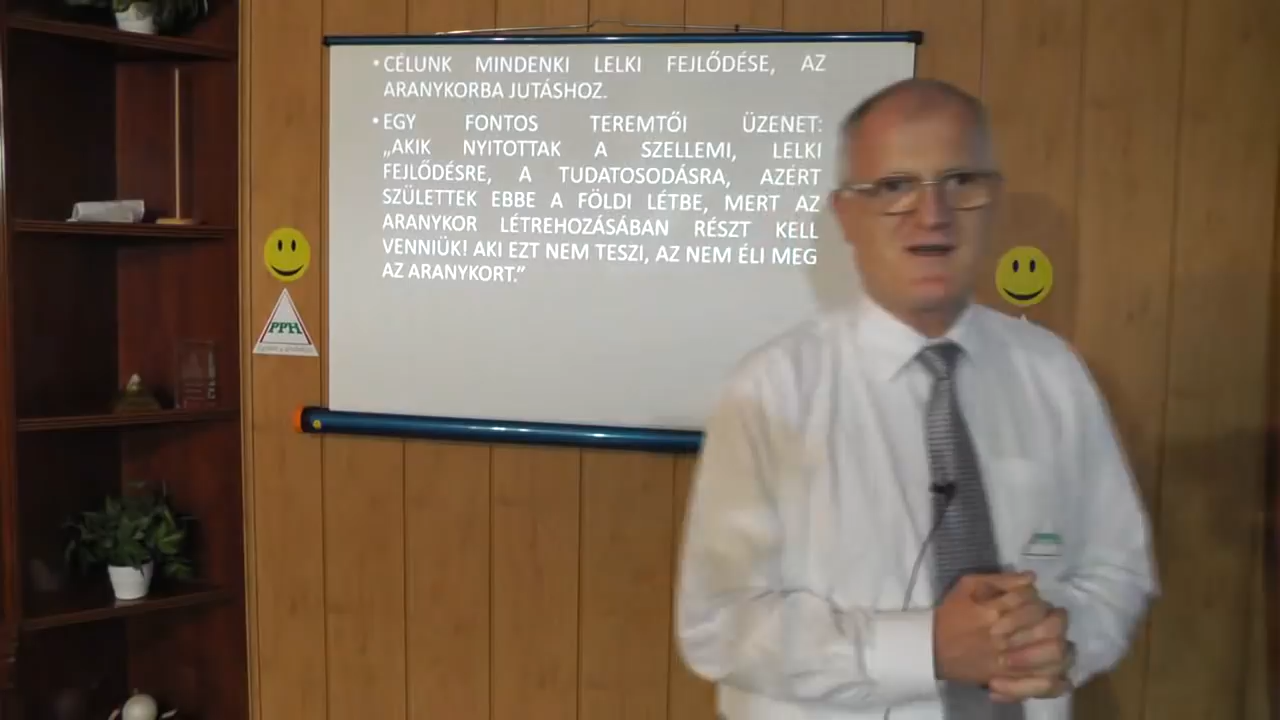 • CÉLUNK MINDENKI LELKI FEJLŐDÉSE, AZ
ARANYKORBA JUTÁSHOZ.
• EGY FONTOS TEREMTŐI ÜZENET:
„AKIK NYITOTTAK A SZELLEMI, LELKI
FEJLŐDÉSRE, A TUDATOSODÁSRA, AZÉRT
SZÜLETTEK EBBE A FÖLDI LÉTBE, MERT AZ
ARANYKOR LÉTREHOZÁSÁBAN RÉSZT KELL
VENNIÜK! AKI EZT NEM TESZI, AZ NEM ÉLI MEG
AZ ARANYKORT.”
PPH